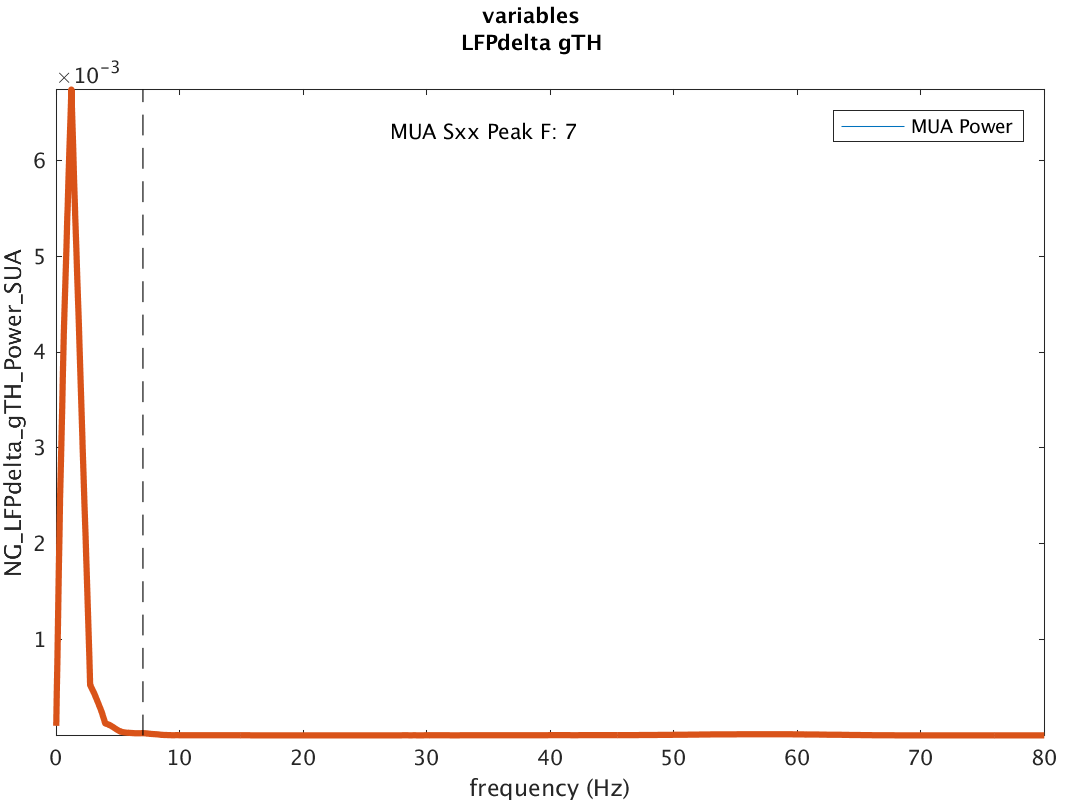 variables
LFPdelta gTH
×10⁻³
MUA Sxx Peak F: 7
MUA Power
6
5
4
3
2
1
NG_LFPdelta_gTH_Power_SUA
0 10 20 30 40 50 60 70 80
frequency (Hz)